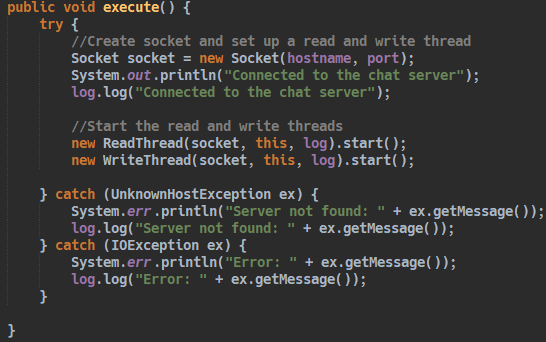 public void execute() {
try {
//Create socket and set up a read and write thread
Socket socket = new Socket(hostname, port);
System.out.println("Connected to the chat server");
log.log("Connected to the chat server");
//Start the read and write threads
new ReadThread(socket, this, log).start();
new WriteThread(socket, this, log).start();
} catch (UnknownHostException ex) {
System.err.println("Server not found: " + ex.getMessage());
log.log("Server not found: " + ex.getMessage());
} catch (IOException ex) {
System.err.println("Error: " + ex.getMessage());
log.log("Error: " + ex.getMessage());
}
}